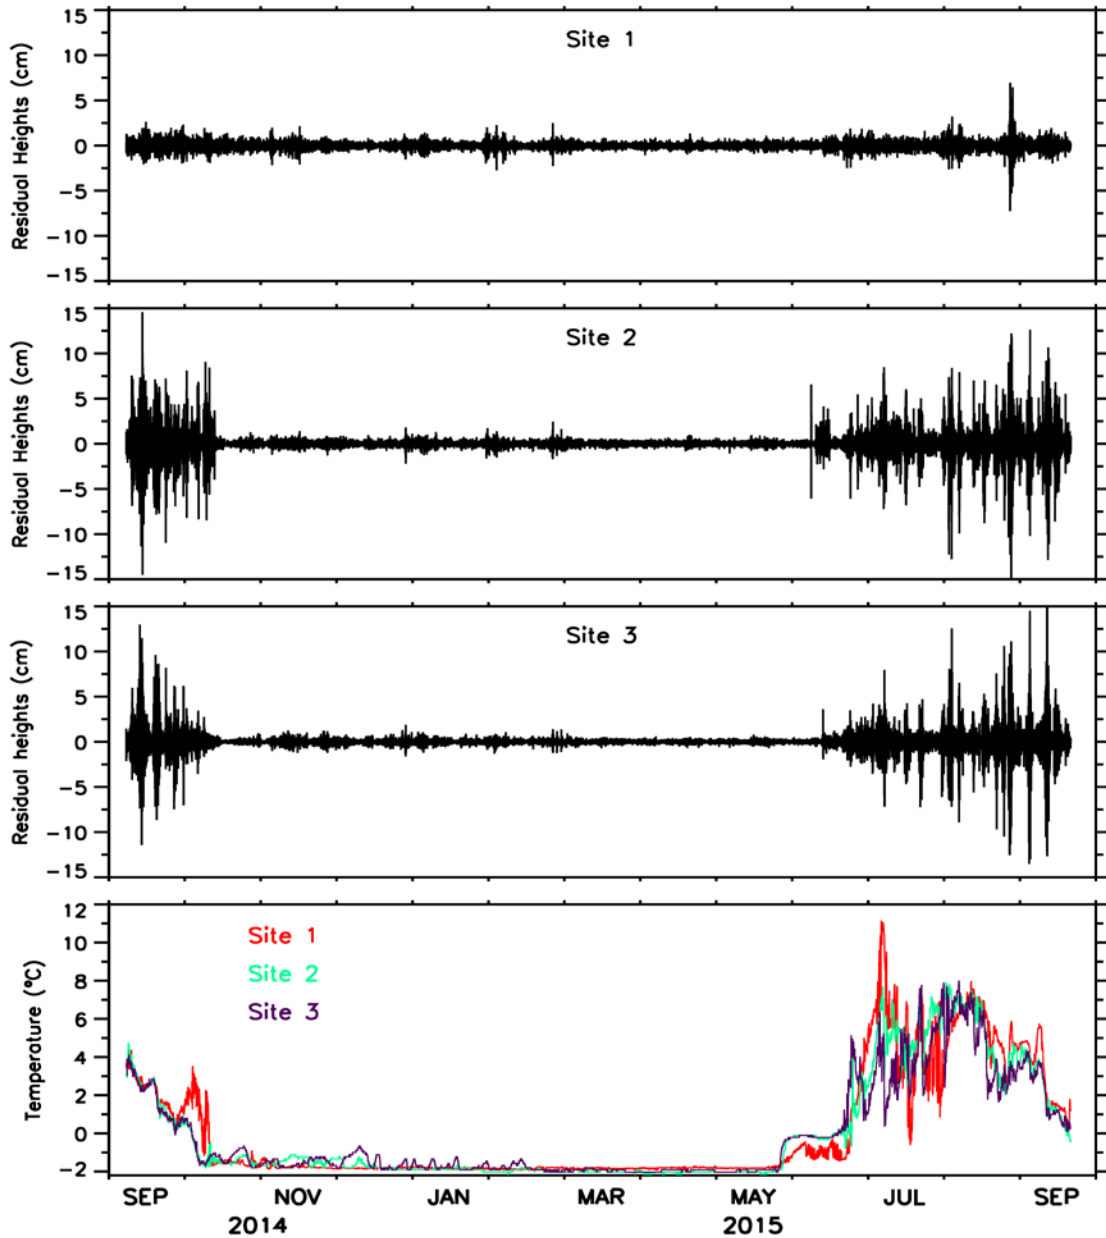 Residual Heights (cm)
15
10
5
0
−5
−10
−15
Site 1
Residual Heights (cm)
15
10
5
0
−5
−10
−15
Site 2
Residual heights (cm)
15
10
5
0
−5
−10
−15
Site 3
Temperature (°C)
12
10
8
6
4
2
0
−2
Site 1
Site 2
Site 3
SEP NOV JAN MAR MAY JUL SEP
2014 2015